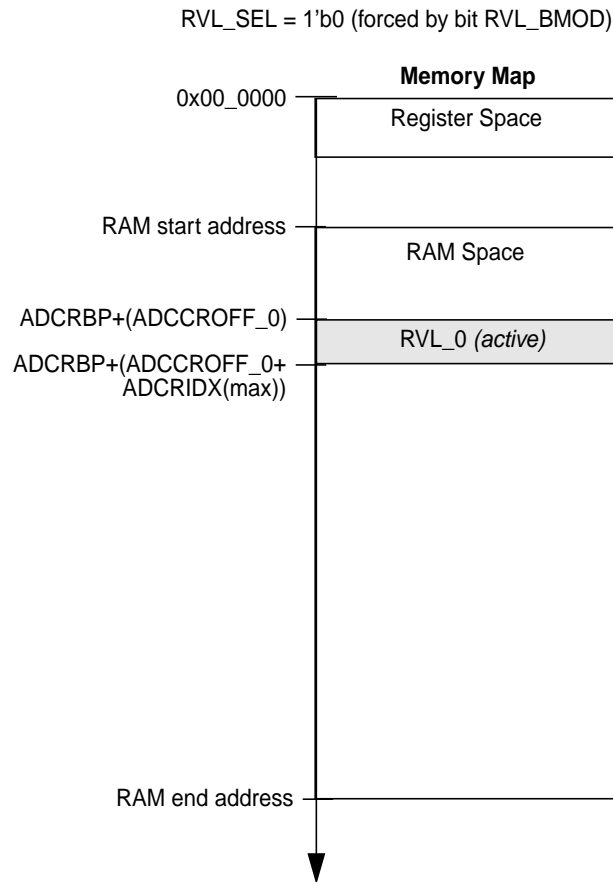 RVL_SEL = 1'b0 (forced by bit RVL_BMOD)
Memory Map
0x00_0000
Register Space
RAM start address
RAM Space
ADCRBP+(ADCCROFF_0)
RVL_0 (active)
ADCRBP+(ADCCROFF_0+
ADCRIDX(max))
RAM end address